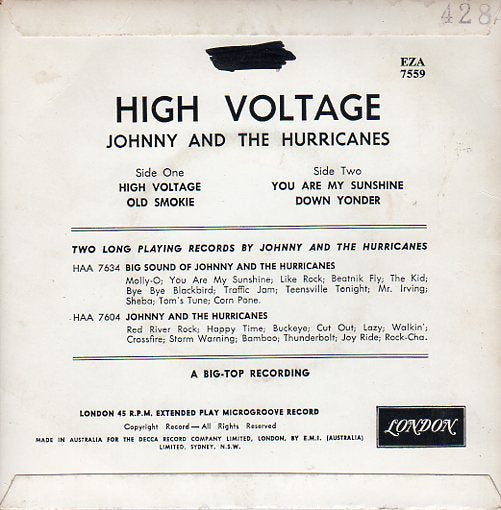 428
EZA
7559
HIGH VOLTAGE
JOHNNY AND THE HURRICANES
Side One
HIGH VOLTAGE
OLD SMOKIE
Side Two
YOU ARE MY SUNSHINE
DOWN YONDER
TWO LONG PLAYING RECORDS BY JOHNNY AND THE HURRICANES
HAA 7634 BIG SOUND OF JOHNNY AND THE HURRICANES
Molly-O; You Are My Sunshine; Like Rock; Beatnik Fly; The Kid;
Bye Bye Blackbird; Traffic Jam; Teensville Tonight; Mr. Irving;
Sheba; Tom's Tune; Corn Pone.
HAA 7604 JOHNNY AND THE HURRICANES
Red River Rock; Happy Time; Buckeye; Cut Out; Lazy; Walkin';
Crossfire; Storm Warning; Bamboo; Thunderbolt; Joy Ride; Rock-Cha.
A BIG-TOP RECORDING
LONDON 45 R.P.M. EXTENDED PLAY MICROGROOVE RECORD
Copyright Record—All Rights Reserved
MADE IN AUSTRALIA FOR THE DECCA RECORD COMPANY LIMITED, LONDON, BY E.M.I. (AUSTRALIA)
LIMITED, SYDNEY, N.S.W.
LONDON